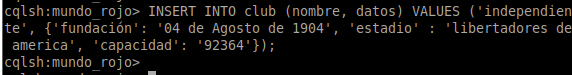 cqlsh:mundo_rojo> INSERT INTO club (nombre, datos) VALUES ('independien
te', {'fundación': '04 de Agosto de 1904', 'estadio' : 'libertadores de
 america', 'capacidad': '92364'});
cqlsh:mundo_rojo>